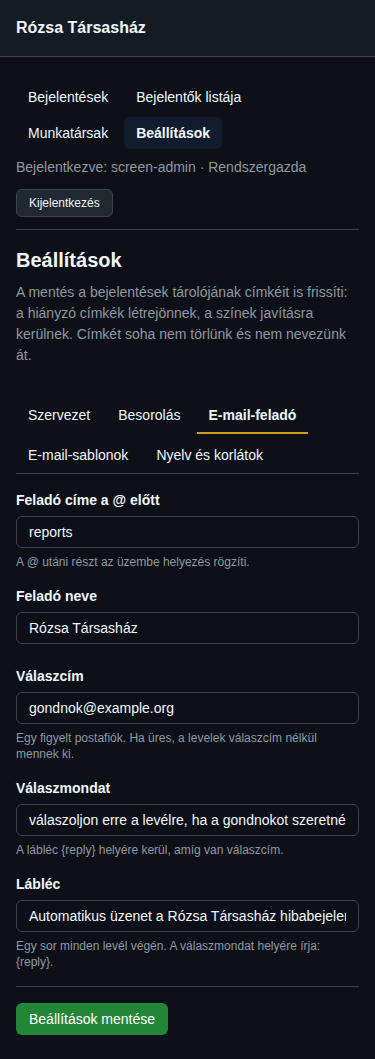 Rózsa Társasház
Bejelentések Bejelentők listája
Munkatársak Beállítások
Bejelentkezve: screen-admin · Rendszergazda
Kijelentkezés
Beállítások
A mentés a bejelentések tárolójának címkéit is frissíti:
a hiányzó címkék létrejönnek, a színek javításra
kerülnek. Címkét soha nem törlünk és nem nevezünk
át.
Szervezet Besorolás E-mail-feladó
E-mail-sablonok Nyelv és korlátok
Feladó címe a @ előtt
reports
A @ utáni részt az üzembe helyezés rögzíti.
Feladó neve
Rózsa Társasház
Válaszcím
gondnok@example.org
Egy figyelt postafiók. Ha üres, a levelek válaszcím nélkül
mennek ki.
Válaszmondat
válaszoljon erre a levélre, ha a gondnokot szeretné
A lábléc {reply} helyére kerül, amíg van válaszcím.
Lábléc
Automatikus üzenet a Rózsa Társasház hibabejele
Egy sor minden levél végén. A válaszmondat helyére írja:
{reply}.
Beállítások mentése